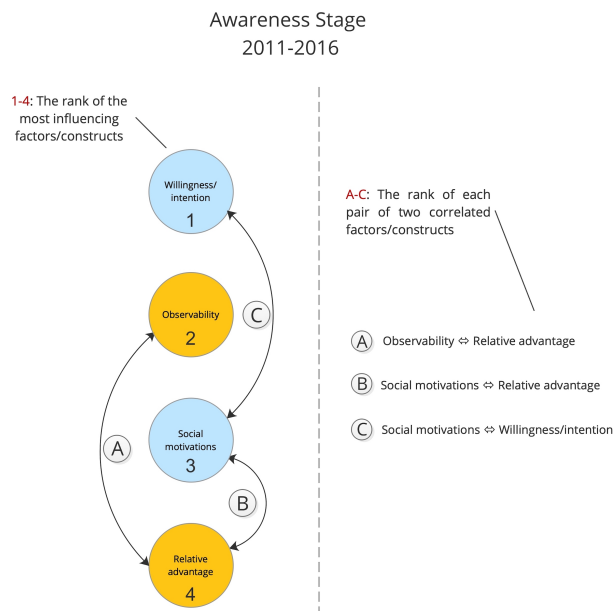 Awareness Stage
2011-2016
1-4: The rank of the
most influencing
factors/constructs
Willingness/
intention
1
Observability
2
C
Social
motivations
3
A
B
Relative
advantage
4
A-C: The rank of each
pair of two correlated
factors/constructs
A Observability ⇔ Relative advantage
B Social motivations ⇔ Relative advantage
C Social motivations ⇔ Willingness/intention